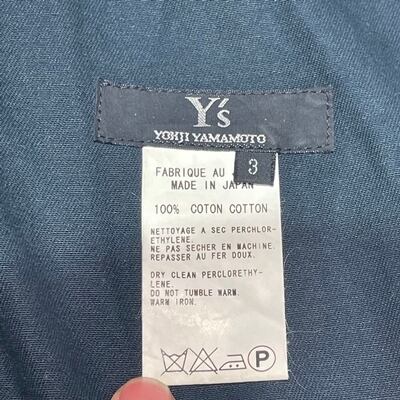 Y's
YOHJI YAMAMOTO
3
FABRIQUE AU
MADE IN JAPAN
100% COTON COTTON
NETTOYAGE A SEC PERCHLOR-
ETHYLENE.
NE PAS SECHER EN MACHINE.
REPASSER AU FER DOUX.
DRY CLEAN PERCLORETHY-
LENE.
DO NOT TUMBLE WARM.
WARM IRON.
P